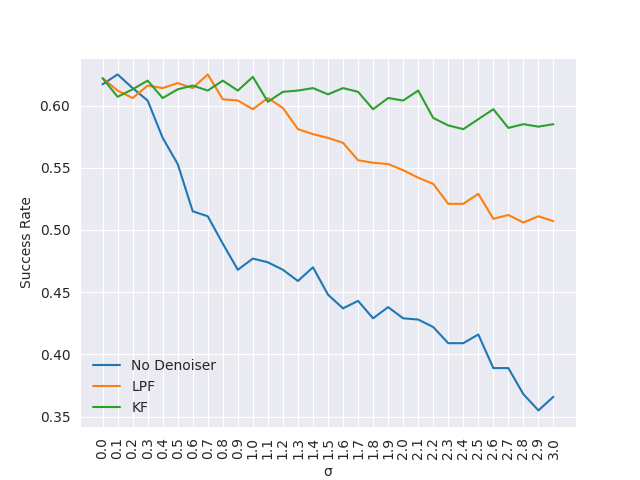 0.60
0.55
0.50
0.45
0.40
0.35
Success Rate
No Denoiser
LPF
KF
0.0 0.1 0.2 0.3 0.4 0.5 0.6 0.7 0.8 0.9 1.0 1.1 1.2 1.3 1.4 1.5 1.6 1.7 1.8 1.9 2.0 2.1 2.2 2.3 2.4 2.5 2.6 2.7 2.8 2.9 3.0
σ